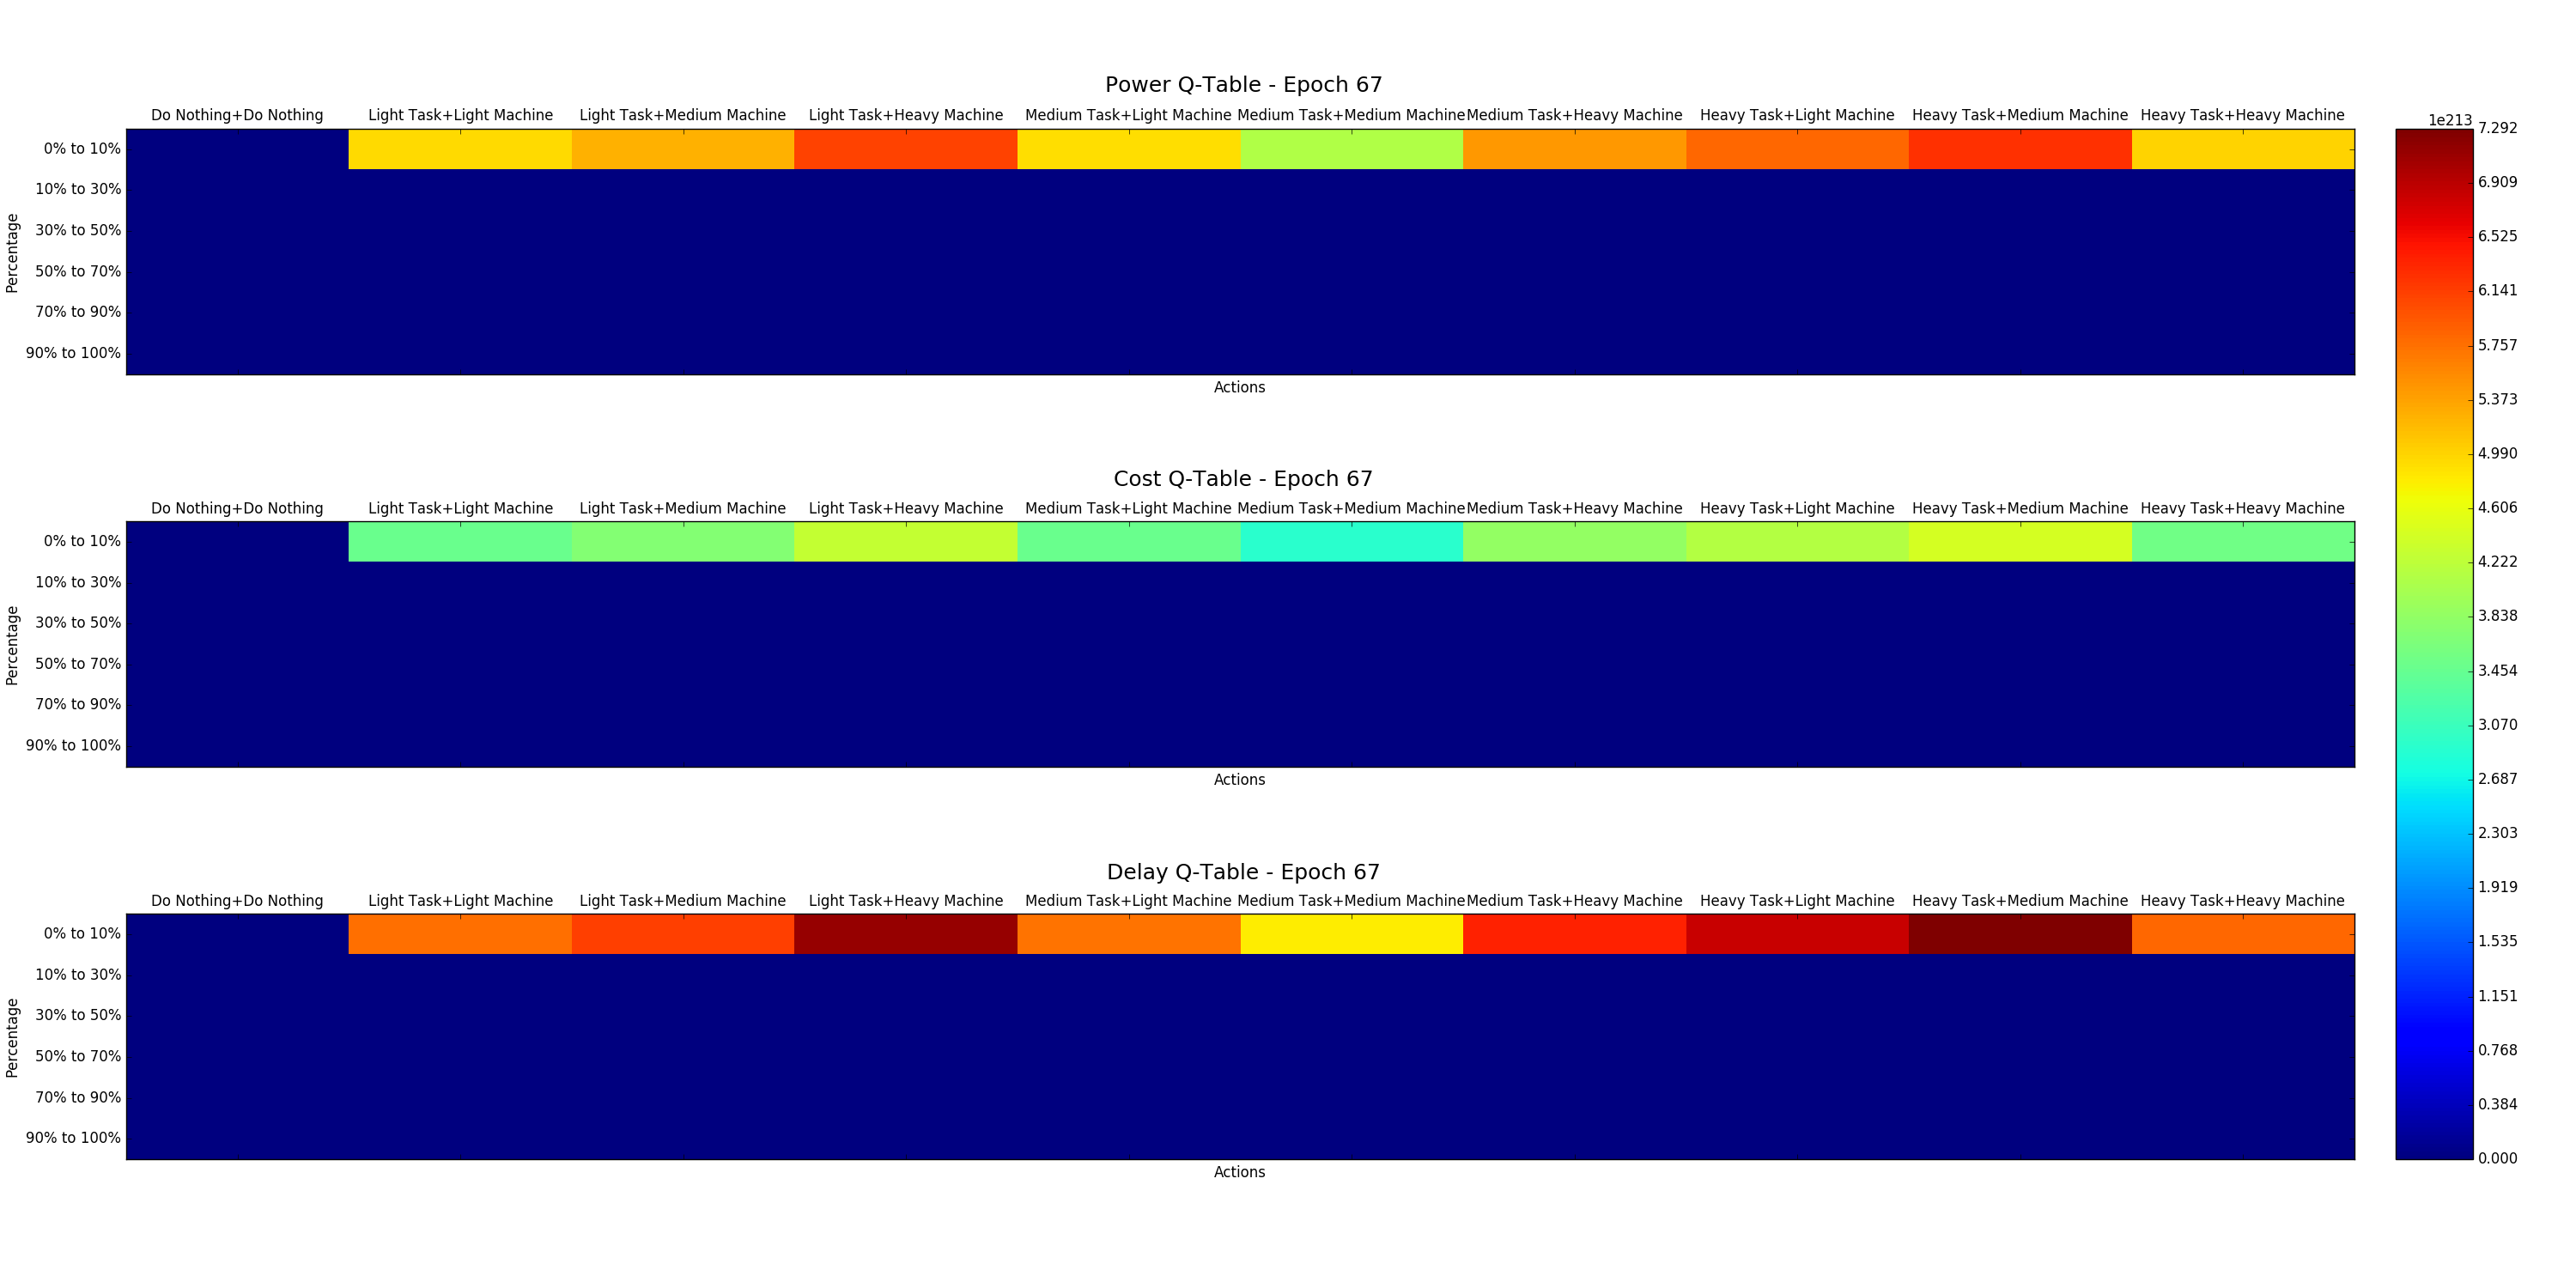 Power Q-Table - Epoch 67
Do Nothing+Do Nothing Light Task+Light Machine Light Task+Medium Machine Light Task+Heavy Machine Medium Task+Light Machine Medium Task+Medium Machine Medium Task+Heavy Machine Heavy Task+Light Machine Heavy Task+Medium Machine Heavy Task+Heavy Machine
Percentage
0% to 10%
10% to 30%
30% to 50%
50% to 70%
70% to 90%
90% to 100%
Actions
Cost Q-Table - Epoch 67
Do Nothing+Do Nothing Light Task+Light Machine Light Task+Medium Machine Light Task+Heavy Machine Medium Task+Light Machine Medium Task+Medium Machine Medium Task+Heavy Machine Heavy Task+Light Machine Heavy Task+Medium Machine Heavy Task+Heavy Machine
Percentage
0% to 10%
10% to 30%
30% to 50%
50% to 70%
70% to 90%
90% to 100%
Actions
Delay Q-Table - Epoch 67
Do Nothing+Do Nothing Light Task+Light Machine Light Task+Medium Machine Light Task+Heavy Machine Medium Task+Light Machine Medium Task+Medium Machine Medium Task+Heavy Machine Heavy Task+Light Machine Heavy Task+Medium Machine Heavy Task+Heavy Machine
Percentage
0% to 10%
10% to 30%
30% to 50%
50% to 70%
70% to 90%
90% to 100%
Actions
1e213
7.292
6.909
6.525
6.141
5.757
5.373
4.990
4.606
4.222
3.838
3.454
3.070
2.687
2.303
1.919
1.535
1.151
0.768
0.384
0.000